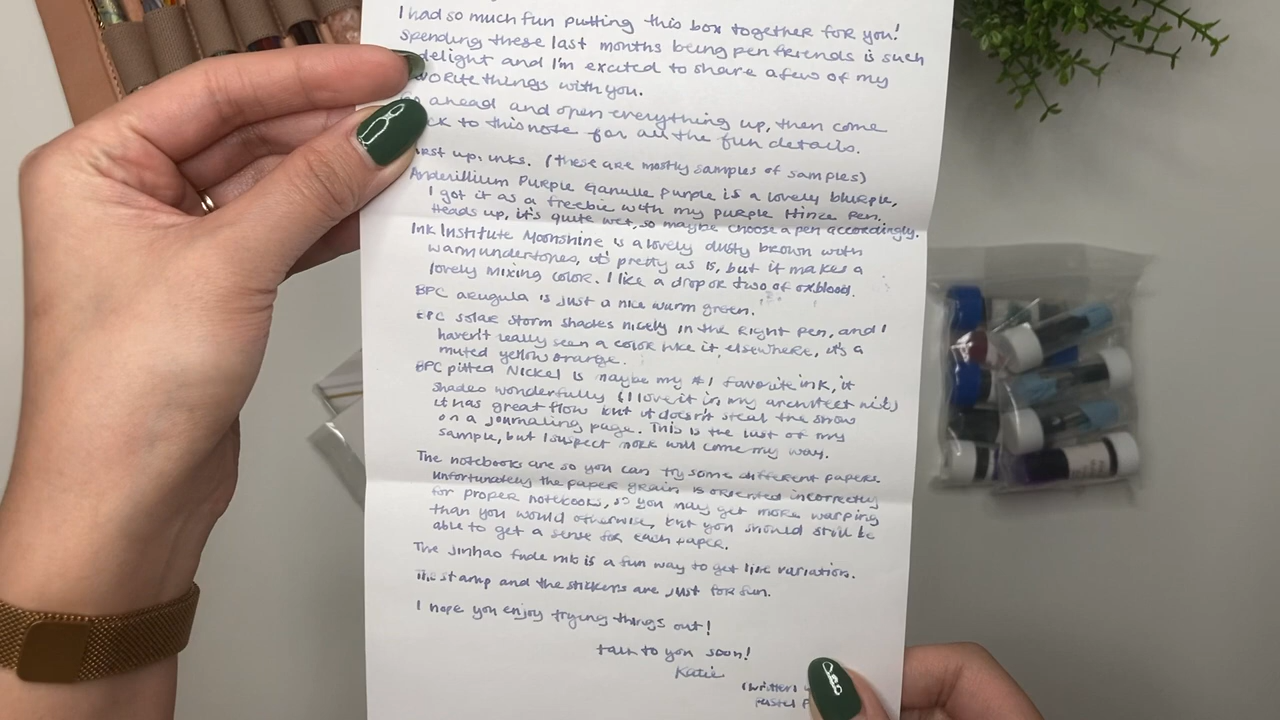 I had so much fun putting this box together for you!
Spending these last months being pen friends is such
delight and I'm excited to share a few of my
vorite things with you.
ahead and open everything up, then come
ck to this note for all the fun details.
irst up, inks. (these are mostly samples of samples)
Anderillium Purple Ganulle Purple is a lovely blurple,
I got it as a freebie with my purple Hinze pen.
Heads up, it's quite wet, so maybe choose a pen accordingly.
Ink Institute Moonshine is a lovely dusty brown with
warm undertones, it's pretty as is, but it makes a
lovely mixing color. I like a drop or two of oxblood.
BPC arugula is just a nice warm green.
BPC solar storm shades nicely in the right pen, and I
haven't really seen a color like it elsewhere, it's a
muted yellow orange.
BPC pitted Nickel is maybe my #1 favorite ink, it
shades wonderfully (I love it in my architect nib)
it has great flow but it doesn't steal the show
on a journaling page. This is the last of my
sample, but I suspect more will come my way.
The notebooks are so you can try some different papers.
unfortunately the paper grain is oriented incorrectly
for proper notebooks, so you may get more warping
than you would otherwise, but you should still be
able to get a sense for each paper.
The Jinhao fude nib is a fun way to get line variation.
The stamp and the stickers are just for fun.
I hope you enjoy trying things out!
talk to you soon!
Katie
(written